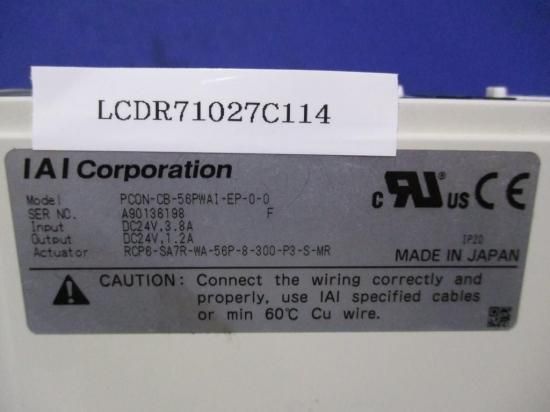 LCDR71027C114
IAI Corporation
Model PCON-CB-56PWAI-EP-0-0
SER NO. A90136198 F
Input DC24V,3.8A
Output DC24V,1.2A
Actuator RCP6-SA7R-WA-56P-8-300-P3-S-MR
c RU us CE
IP20
MADE IN JAPAN
CAUTION: Connect the wiring correctly and
properly, use IAI specified cables
or min 60℃ Cu wire.